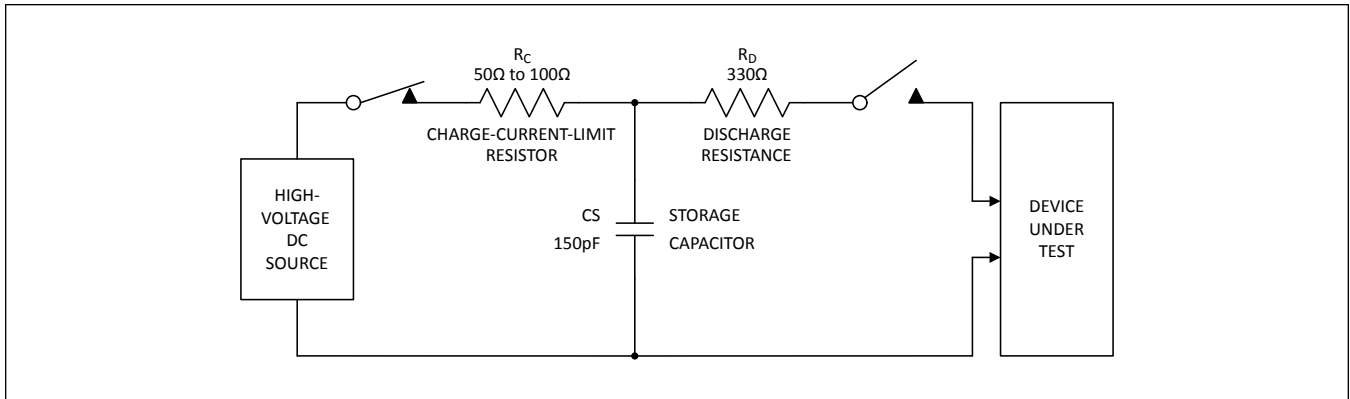 R_C
50Ω to 100Ω
CHARGE-CURRENT-LIMIT
RESISTOR
R_D
330Ω
DISCHARGE
RESISTANCE
HIGH-
VOLTAGE
DC
SOURCE
CS
150pF
STORAGE
CAPACITOR
DEVICE
UNDER
TEST